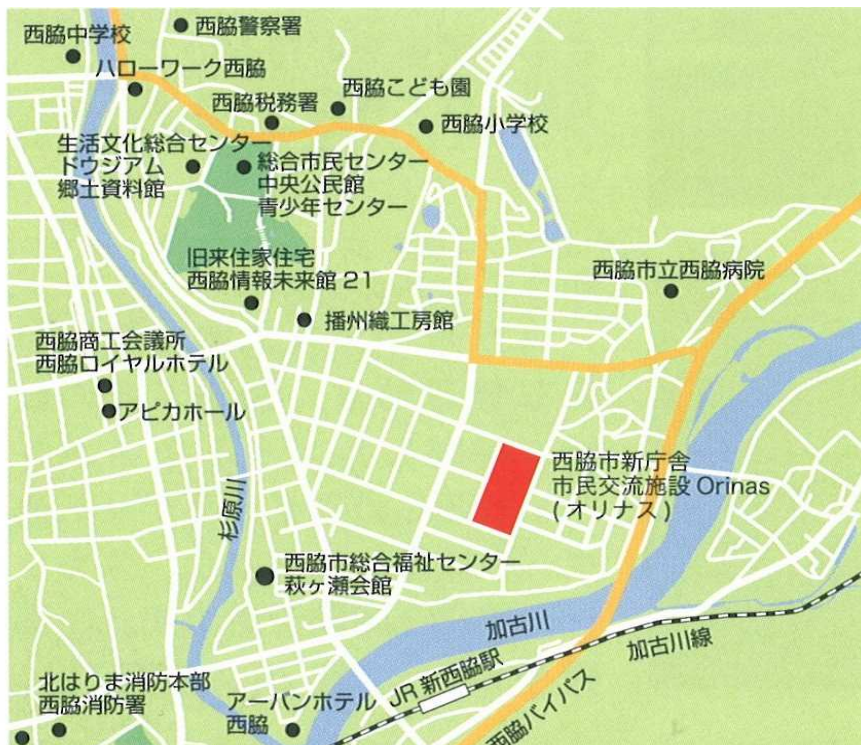 西脇警察署
西脇中学校
ハローワーク西脇
西脇こども園
西脇税務署
西脇小学校
生活文化総合センター
ドウジアム
郷土資料館
総合市民センター
中央公民館
青少年センター
旧来住家住宅
西脇情報未来館 21
西脇市立西脇病院
播州織工房館
西脇商工会議所
西脇ロイヤルホテル
アピカホール
西脇市新庁舎
市民交流施設 Orinas
(オリナス)
杉原川
西脇市総合福祉センター
萩ヶ瀬会館
加古川
加古川線
JR 新西脇駅
北はりま消防本部
西脇消防署
アーバンホテル
西脇
西脇バイパス